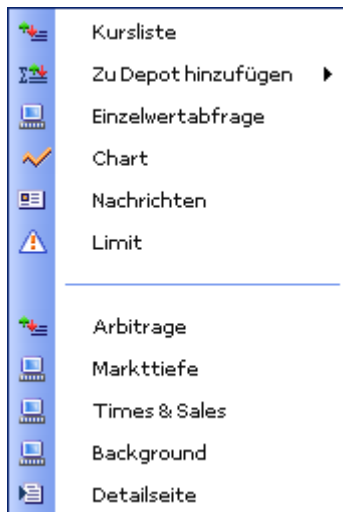 Kursliste
Zu Depot hinzufügen
Einzelwertabfrage
Chart
Nachrichten
Limit
Arbitrage
Markttiefe
Times & Sales
Background
Detailseite